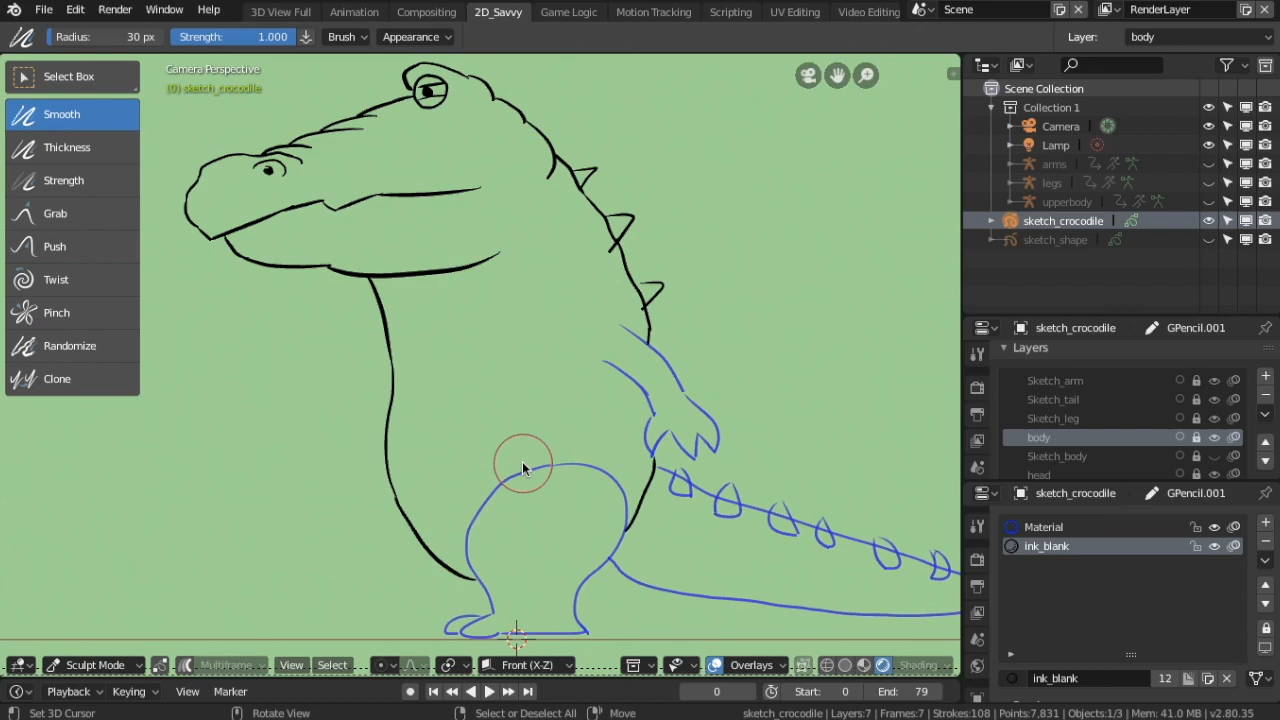 File Edit Render Window Help 3D View Full Animation Compositing 2D_Savvy Game Logic Motion Tracking Scripting UV Editing Video Editing Scene RenderLayer
Radius: 30 px Strength: 1.000 Brush Appearance Layer: body
Select Box
Smooth
Thickness
Strength
Grab
Push
Twist
Pinch
Randomize
Clone
Camera Perspective
(0) sketch_crocodile
Scene Collection
Collection 1
Camera
Lamp
arms
legs
upperbody
sketch_crocodile
sketch_shape
sketch_crocodile GPencil.001
Layers
Sketch_arm
Sketch_tail
Sketch_leg
body
Sketch_body
head
sketch_crocodile GPencil.001
Material
ink_blank
ink_blank 12
Sculpt Mode Multiframe View Select Front (X-Z) Overlays Shading
Playback Keying View Marker 0 Start: 0 End: 79
Set 3D Cursor Rotate View Select or Deselect All Move sketch_crocodile | Layers:7 | Frames:7 | Strokes:108 | Points:7,831 | Objects:1/3 | Mem: 41.0 MB | v2.80.35